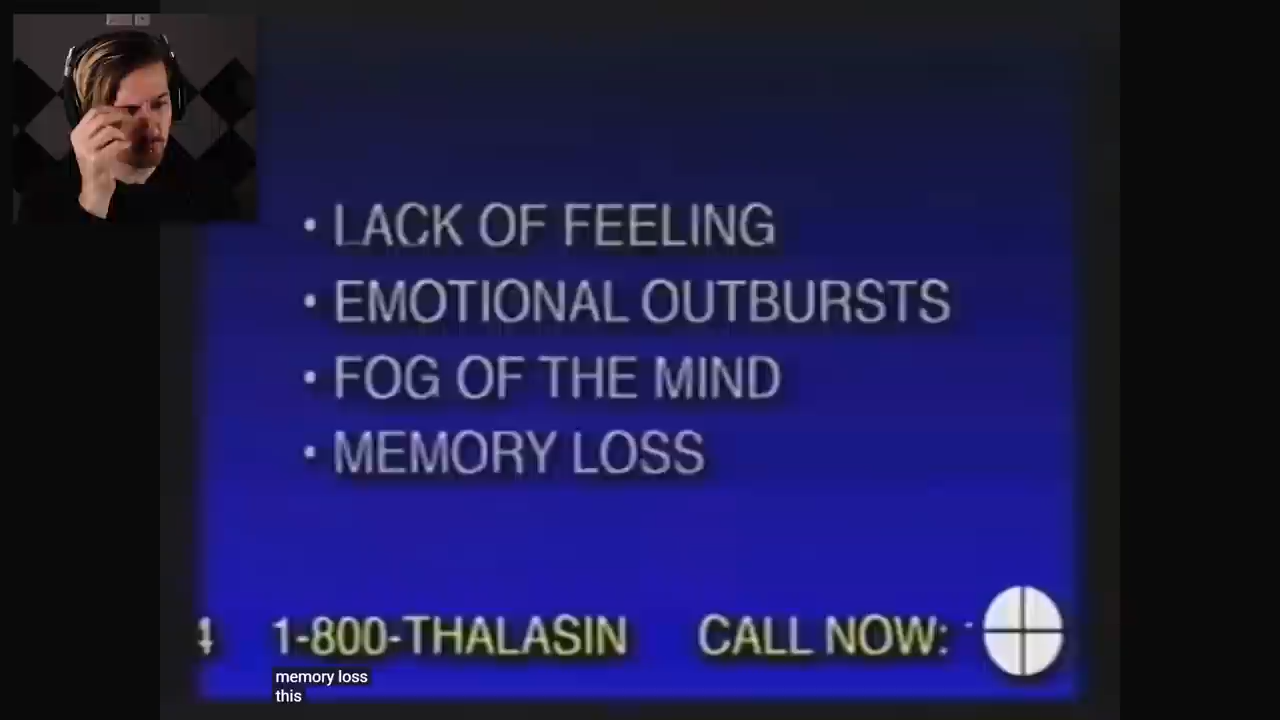 • LACK OF FEELING
• EMOTIONAL OUTBURSTS
• FOG OF THE MIND
• MEMORY LOSS
4 1-800-THALASIN CALL NOW:
memory loss
this